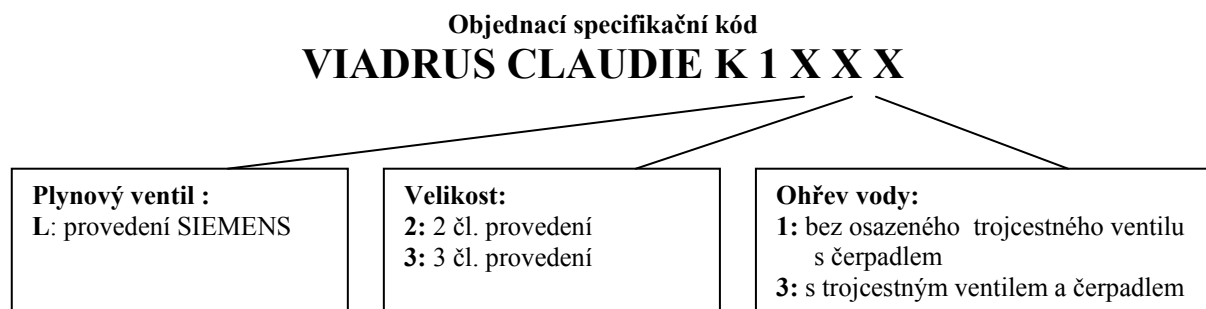 Objednací specifikační kód
VIADRUS CLAUDIE K 1 X X X
Plynový ventil :
L: provedení SIEMENS
Velikost:
2: 2 čl. provedení
3: 3 čl. provedení
Ohřev vody:
1: bez osazeného trojcestného ventilu
s čerpadlem
3: s trojcestným ventilem a čerpadlem